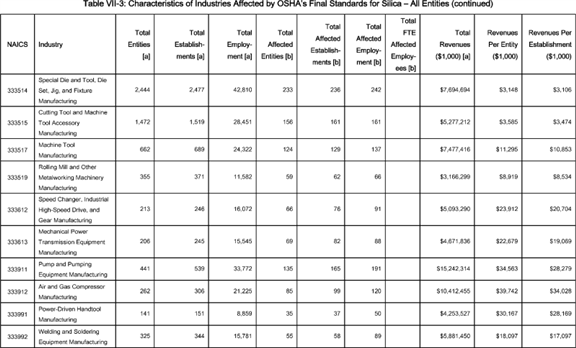 Table VII-3: Characteristics of Industries Affected by OSHA's Final Standards for Silica – All Entities (continued)
NAICS Industry Total Entities [a] Total Establish-ments [a] Total Employ-ment [a] Total Affected Entities [b] Total Affected Establish-ments [b] Total Affected Employ-ment [b] Total FTE Affected Employ-ees [b] Total Revenues ($1,000) [a] Revenues Per Entity ($1,000) Revenues Per Establishment ($1,000)
333514 Special Die and Tool, Die Set, Jig, and Fixture Manufacturing 2,444 2,477 42,810 233 236 242 $7,694,694 $3,148 $3,106
333515 Cutting Tool and Machine Tool Accessory Manufacturing 1,472 1,519 28,451 156 161 161 $5,277,212 $3,585 $3,474
333517 Machine Tool Manufacturing 662 689 24,322 124 129 137 $7,477,416 $11,295 $10,853
333519 Rolling Mill and Other Metalworking Machinery Manufacturing 355 371 11,582 59 62 66 $3,166,299 $8,919 $8,534
333612 Speed Changer, Industrial High-Speed Drive, and Gear Manufacturing 213 246 16,072 66 76 91 $5,093,290 $23,912 $20,704
333613 Mechanical Power Transmission Equipment Manufacturing 206 245 15,545 69 82 88 $4,671,836 $22,679 $19,069
333911 Pump and Pumping Equipment Manufacturing 441 539 33,772 135 165 191 $15,242,314 $34,563 $28,279
333912 Air and Gas Compressor Manufacturing 262 306 21,225 85 99 120 $10,412,455 $39,742 $34,028
333991 Power-Driven Handtool Manufacturing 141 151 8,859 35 37 50 $4,253,527 $30,167 $28,169
333992 Welding and Soldering Equipment Manufacturing 325 344 15,781 55 58 89 $5,881,450 $18,097 $17,097